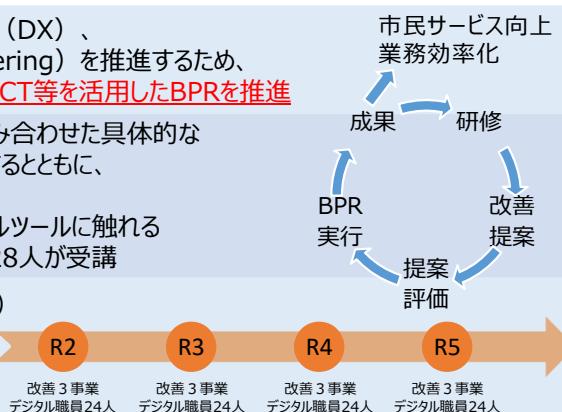 （DX）、
ering）を推進するため、
CT等を活用したBPRを推進
み合わせた具体的な
するとともに、
ルツールに触れる
28人が受講
）
市民サービス向上
業務効率化
成果
研修
改善
提案
提案
評価
BPR
実行
R2
R3
R4
R5
改善３事業
デジタル職員24人
改善３事業
デジタル職員24人
改善３事業
デジタル職員24人
改善３事業
デジタル職員24人